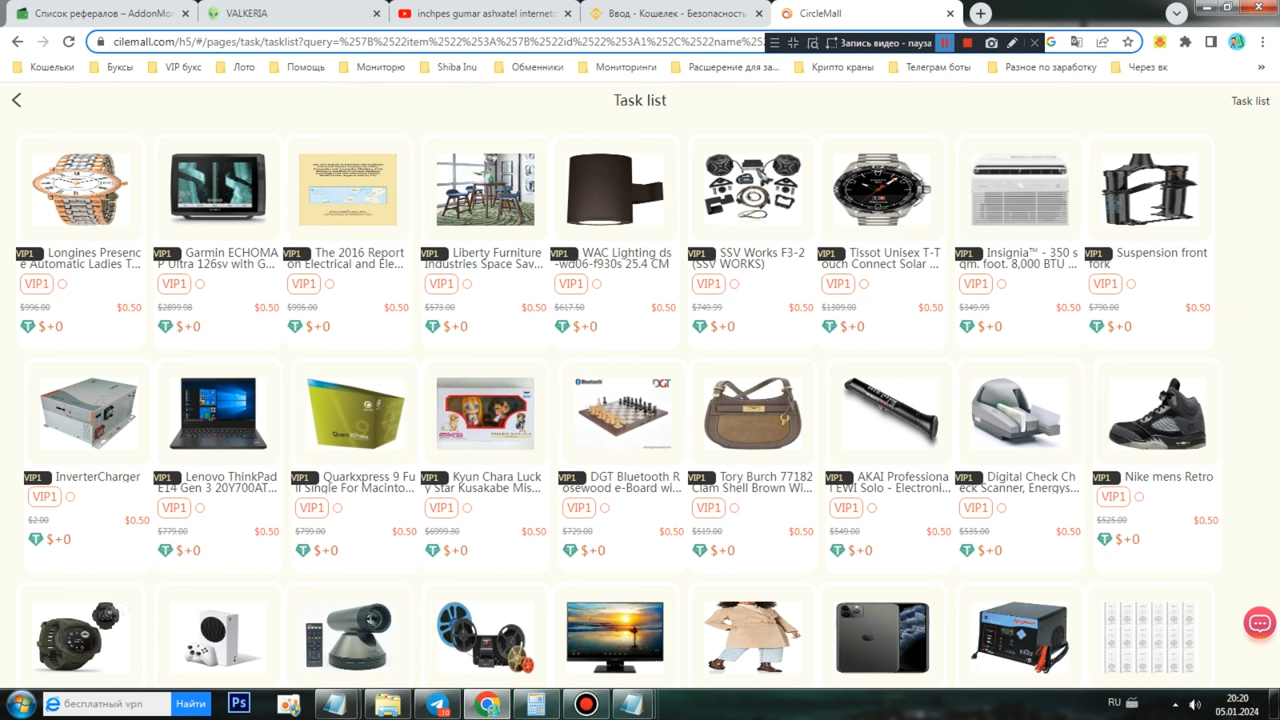 Список рефералов - AddonMon
VALKERIA
inchpes gumar ashxatel internetc
Ввод - Кошелек - Безопасность
CircleMall
cilemall.com/h5/#/pages/task/tasklist?query=%257B%2522item%2522%253A%257B%2522id%2522%253A1%252C%2522name%2522%
Запись видео - пауза
Кошельки
Буксы
VIP букс
Лото
Помощь
Мониторю
Shiba Inu
Обменники
Мониторинги
Расшерение для за...
Крипто краны
Телеграм боты
Разное по заработку
Через вк
»
Task list
Task list
VIP1 Longines Presenc
e Automatic Ladies T...
VIP1
$996.00 $0.50
$+0
VIP1 Garmin ECHOMA
P Ultra 126sv with G...
VIP1
$2899.98 $0.50
$+0
VIP1 The 2016 Report
on Electrical and Ele...
VIP1
$995.00 $0.50
$+0
VIP1 Liberty Furniture
Industries Space Sav...
VIP1
$573.00 $0.50
$+0
VIP1 WAC Lighting ds
-wd06-f930s 25.4 CM
VIP1
$617.50 $0.50
$+0
VIP1 SSV Works F3-2
(SSV WORKS)
VIP1
$749.99 $0.50
$+0
VIP1 Tissot Unisex T-T
ouch Connect Solar ...
VIP1
$1309.00 $0.50
$+0
VIP1 Insignia™ - 350 s
qm. foot. 8,000 BTU ...
VIP1
$349.99 $0.50
$+0
VIP1 Suspension front
fork
VIP1
$790.00 $0.50
$+0
VIP1 InverterCharger
VIP1
$2.00 $0.50
$+0
VIP1 Lenovo ThinkPad
E14 Gen 3 20Y700AT...
VIP1
$779.00 $0.50
$+0
VIP1 Quarkxpress 9 Fu
ll Single For Macinto...
VIP1
$799.00 $0.50
$+0
VIP1 Kyun Chara Luck
y Star Kusakabe Mis...
VIP1
$6999.30 $0.50
$+0
Bluetooth DGT
VIP1 DGT Bluetooth R
osewood e-Board wi...
VIP1
$729.00 $0.50
$+0
VIP1 Tory Burch 77182
Clam Shell Brown Wi...
VIP1
$519.00 $0.50
$+0
VIP1 AKAI Professiona
l EWI Solo - Electroni...
VIP1
$549.00 $0.50
$+0
VIP1 Digital Check Ch
eck Scanner, Energys...
VIP1
$535.00 $0.50
$+0
VIP1 Nike mens Retro
VIP1
$525.00 $0.50
$+0
бесплатный vpn
Найти
Ps
10
RU
20:20
05.01.2024